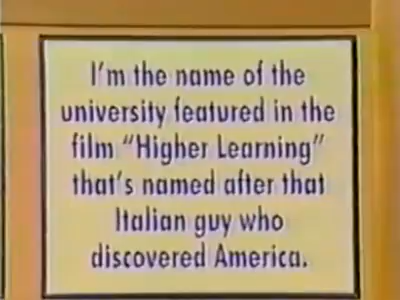 I'm the name of the
university featured in the
film "Higher Learning"
that's named after that
Italian guy who
discovered America.